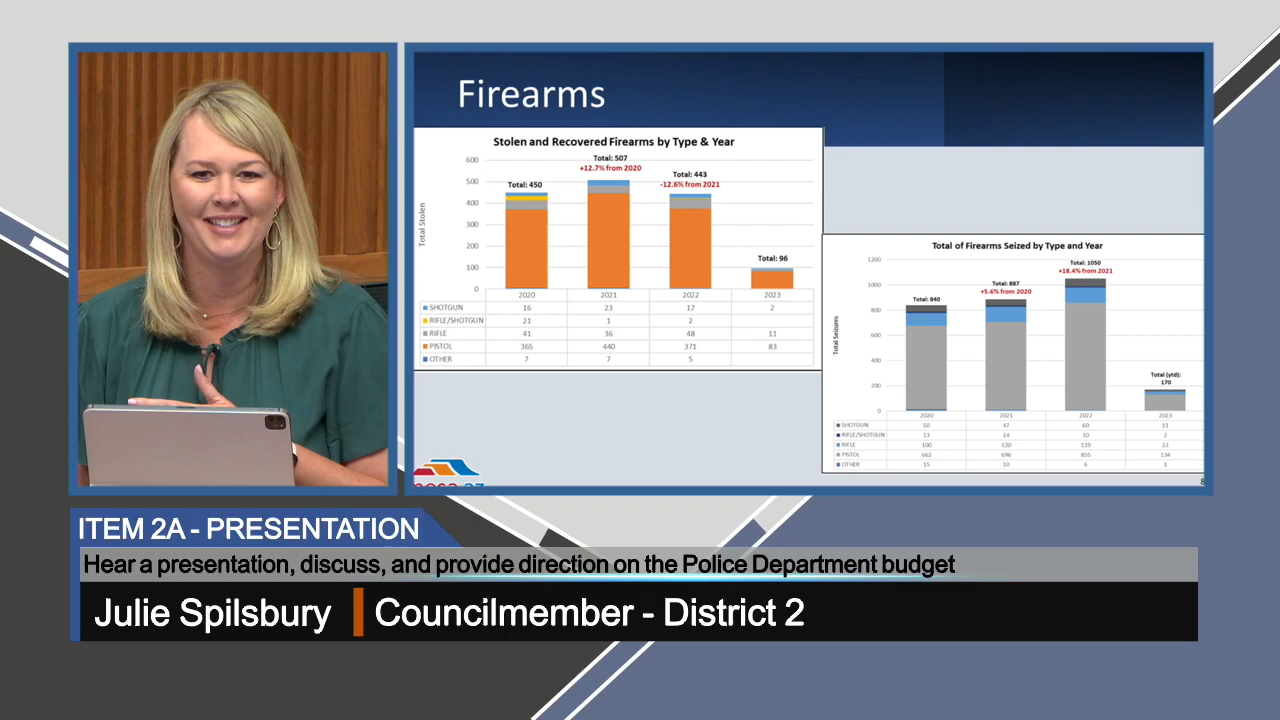 Firearms
Stolen and Recovered Firearms by Type & Year
Total Stolen
600
500
400
300
200
100
0
Total: 450
Total: 507
+12.7% from 2020
Total: 443
-12.6% from 2021
Total: 96
2020 2021 2022 2023
SHOTGUN 16 23 17 2
RIFLE/SHOTGUN 21 1 2
RIFLE 41 36 48 11
PISTOL 365 440 371 83
OTHER 7 7 5
Total of Firearms Seized by Type and Year
Total Seizures
1200
1000
800
600
400
200
0
Total: 840
Total: 887
+5.6% from 2020
Total: 1050
+18.4% from 2021
Total (ytd):
170
2020 2021 2022 2023
SHOTGUN 50 47 60 11
RIFLE/SHOTGUN 13 14 10 2
RIFLE 100 120 119 22
PISTOL 662 696 855 134
OTHER 15 10 6 1
ITEM 2A - PRESENTATION
Hear a presentation, discuss, and provide direction on the Police Department budget
Julie Spilsbury
Councilmember - District 2